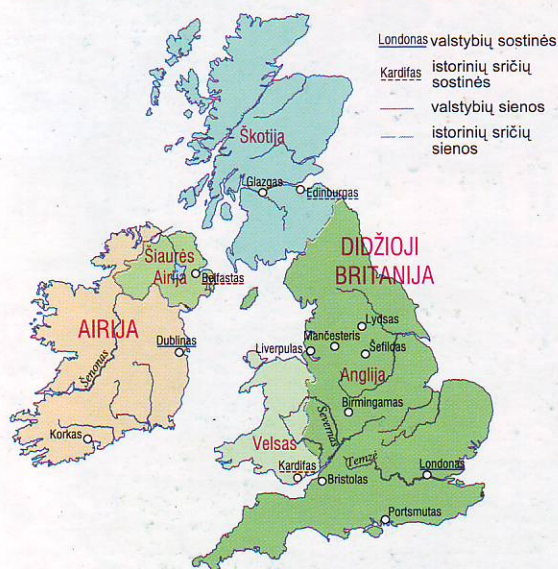 Londonas valstybių sostinės
Kardifas istorinių sričių
sostinės
valstybių sienos
istorinių sričių
sienos
Škotija
Glazgas
Edinburgas
DIDŽIOJI
BRITANIJA
Šiaurės
Airija
Belfastas
AIRIJA
Dublinas
Šenonas
Korkas
Lydsas
Mančesteris
Liverpulas
Šefildas
Anglija
Birmingamas
Severnas
Velsas
Kardifas
Bristolas
Temzė
Londonas
Portsmutas